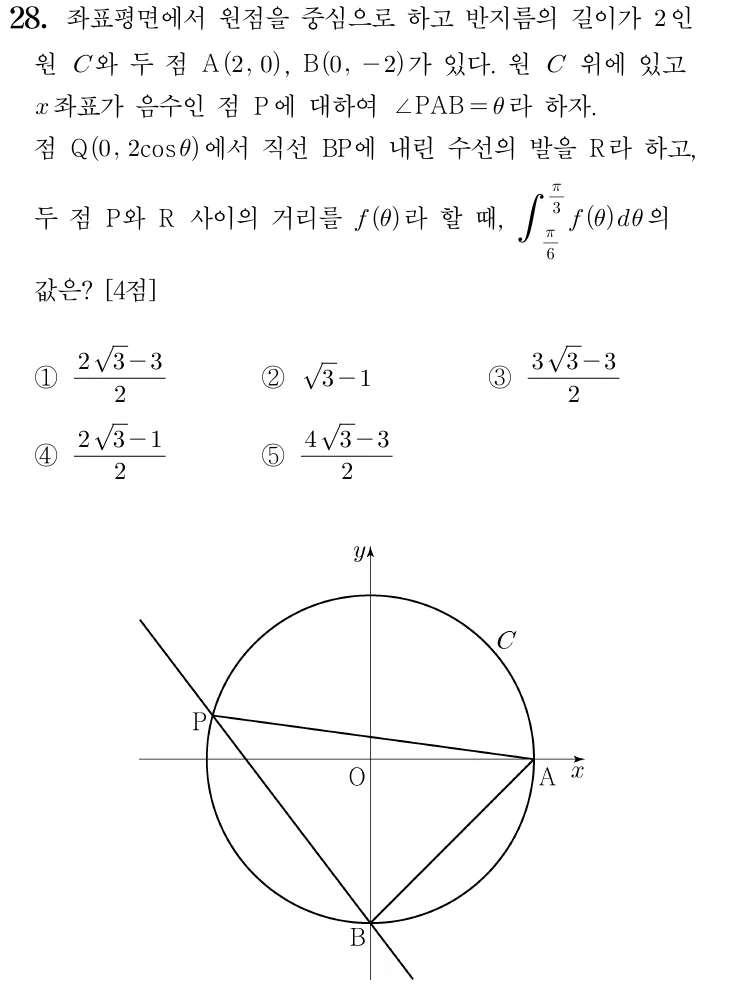 28. 좌표평면에서 원점을 중심으로 하고 반지름의 길이가 2인
원 C와 두 점 A(2, 0), B(0, −2)가 있다. 원 C 위에 있고
x좌표가 음수인 점 P에 대하여 ∠PAB=θ라 하자.
점 Q(0, 2cosθ)에서 직선 BP에 내린 수선의 발을 R라 하고,
두 점 P와 R 사이의 거리를 f(θ)라 할 때, ∫_{π/6}^{π/3} f(θ)dθ의
값은? [4점]
① (2√3−3)/2 ② √3−1 ③ (3√3−3)/2
④ (2√3−1)/2 ⑤ (4√3−3)/2
y
C
P
O A x
B